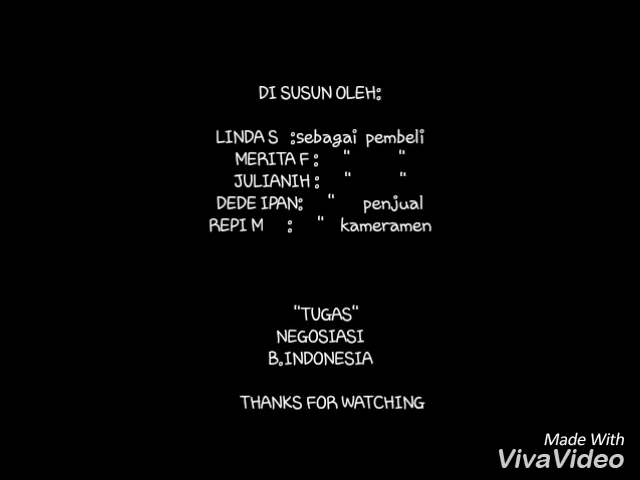 DI SUSUN OLEH:
LINDA S :sebagai pembeli
MERITA F : " "
JULIANIH : " "
DEDE IPAN: " penjual
REPI M : " kameramen
"TUGAS"
NEGOSIASI
B.INDONESIA
THANKS FOR WATCHING
Made With
VivaVideo